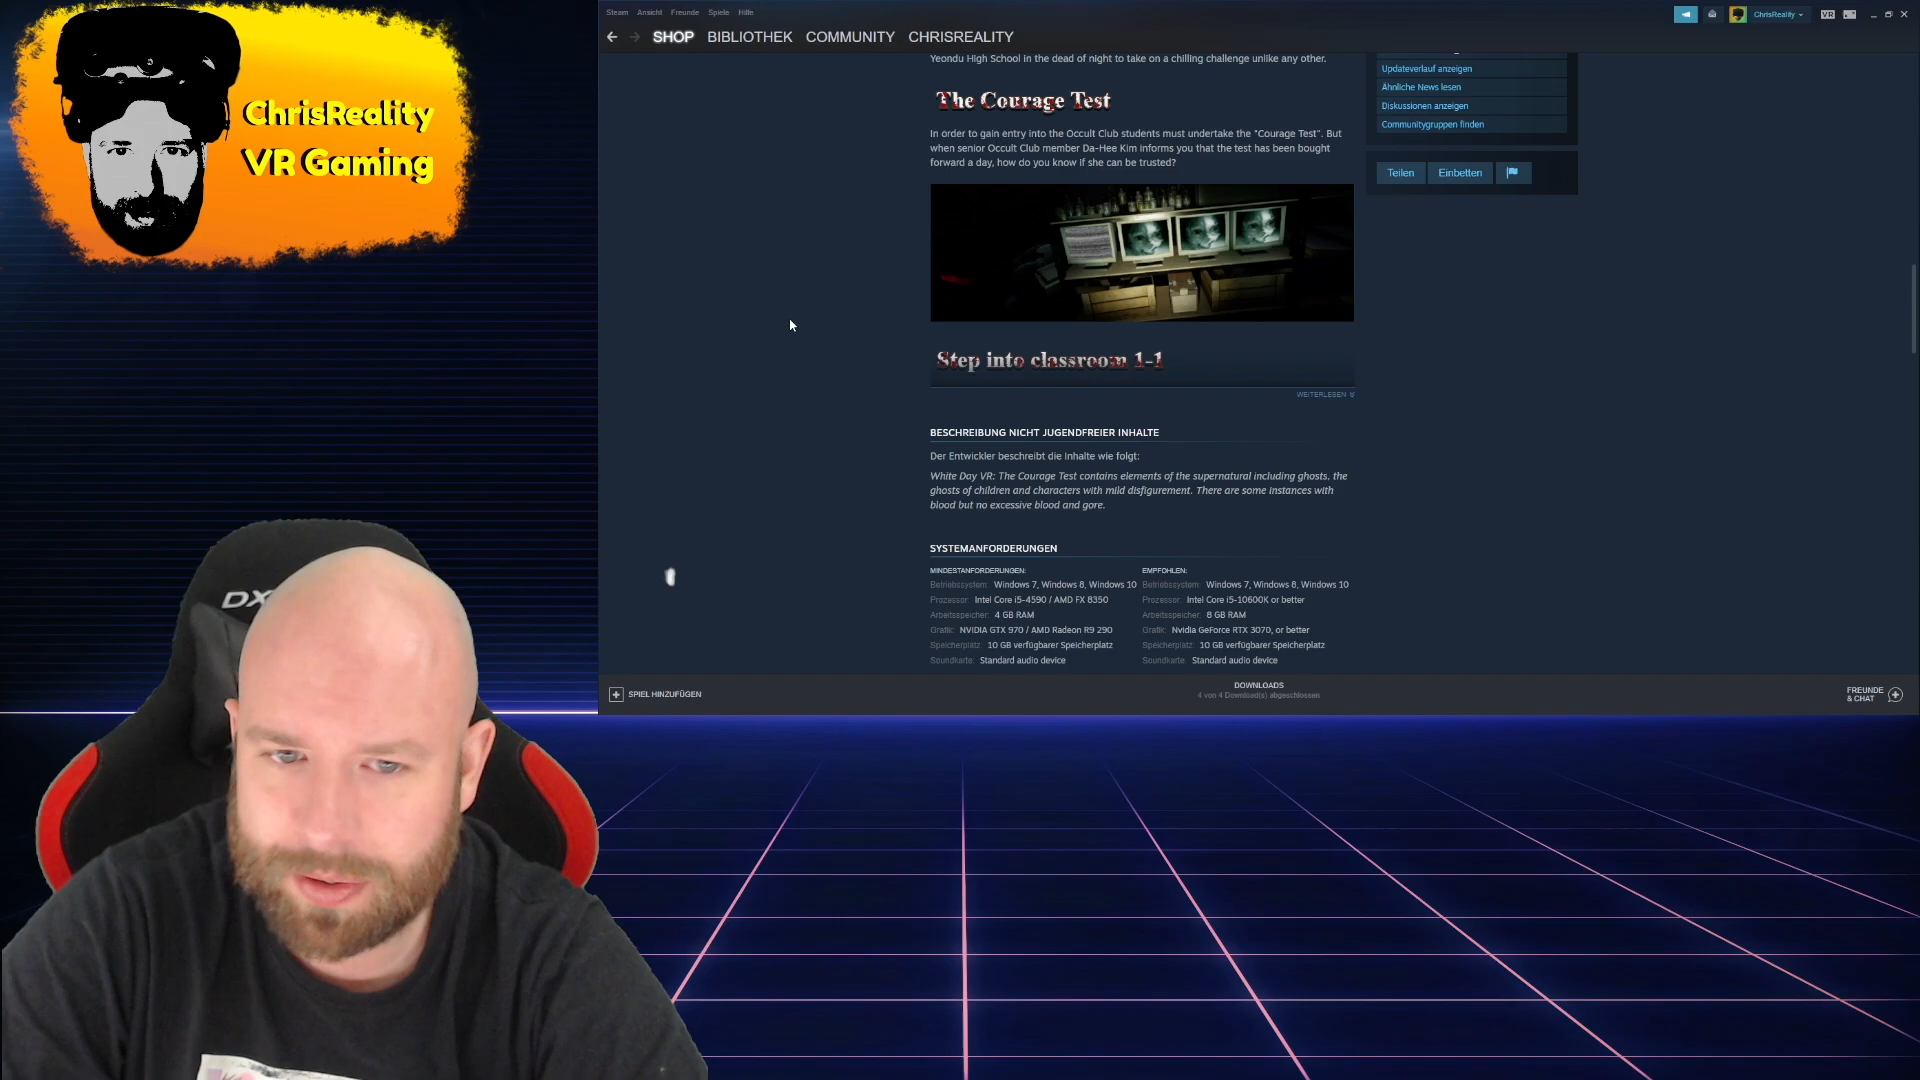 ChrisReality
VR Gaming
DX
Steam Ansicht Freunde Spiele Hilfe
ChrisReality
VR
SHOP BIBLIOTHEK COMMUNITY CHRISREALITY
Yeondu High School in the dead of night to take on a chilling challenge unlike any other.
The Courage Test
In order to gain entry into the Occult Club students must undertake the "Courage Test". But
when senior Occult Club member Da-Hee Kim informs you that the test has been bought
forward a day, how do you know if she can be trusted?
Step into classroom 1-1
WEITERLESEN
BESCHREIBUNG NICHT JUGENDFREIER INHALTE
Der Entwickler beschreibt die Inhalte wie folgt:
White Day VR: The Courage Test contains elements of the supernatural including ghosts, the
ghosts of children and characters with mild disfigurement. There are some instances with
blood but no excessive blood and gore.
SYSTEMANFORDERUNGEN
MINDESTANFORDERUNGEN:
Betriebssystem: Windows 7, Windows 8, Windows 10
Prozessor: Intel Core i5-4590 / AMD FX 8350
Arbeitsspeicher: 4 GB RAM
Grafik: NVIDIA GTX 970 / AMD Radeon R9 290
Speicherplatz: 10 GB verfügbarer Speicherplatz
Soundkarte: Standard audio device
EMPFOHLEN:
Betriebssystem: Windows 7, Windows 8, Windows 10
Prozessor: Intel Core i5-10600K or better
Arbeitsspeicher: 8 GB RAM
Grafik: Nvidia GeForce RTX 3070, or better
Speicherplatz: 10 GB verfügbarer Speicherplatz
Soundkarte: Standard audio device
Updateverlauf anzeigen
Ähnliche News lesen
Diskussionen anzeigen
Communitygruppen finden
Teilen Einbetten
SPIEL HINZUFÜGEN
DOWNLOADS
4 von 4 Download(s) abgeschlossen
FREUNDE
& CHAT